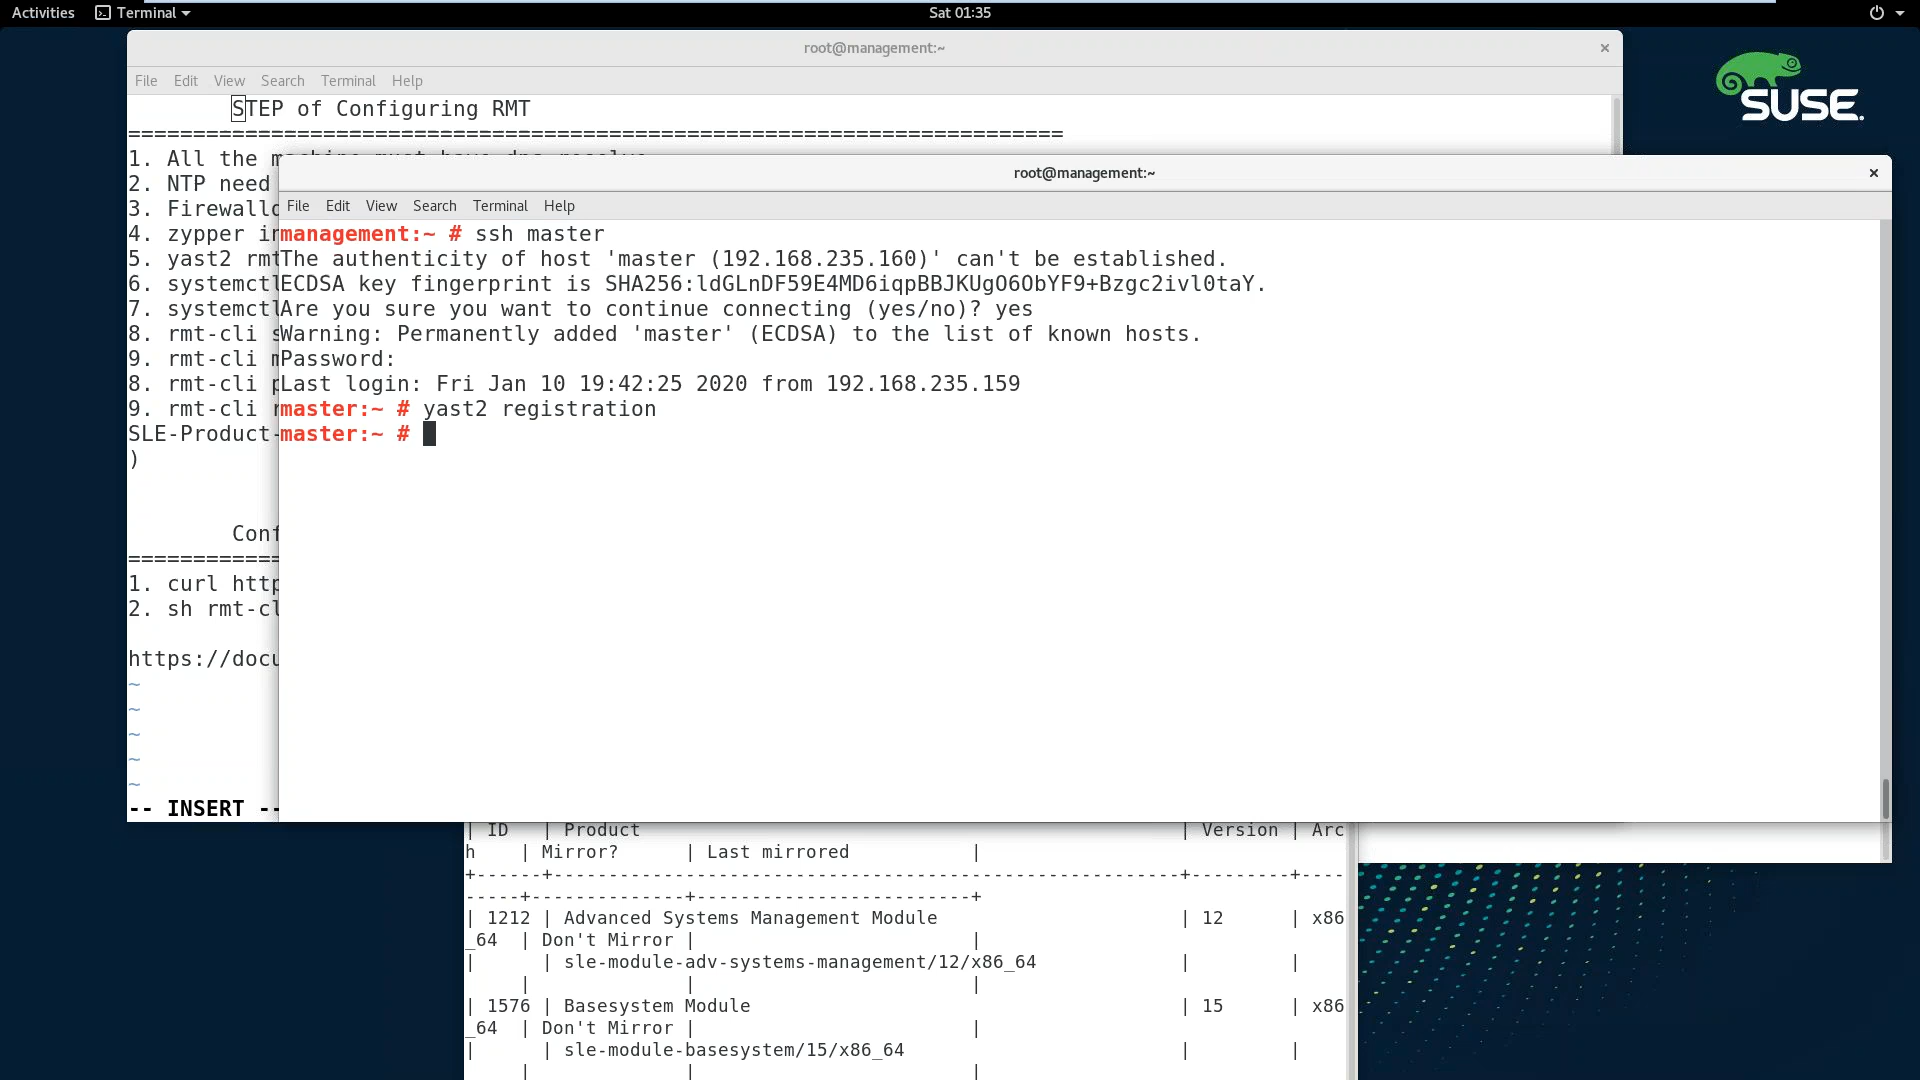 Activities Terminal Sat 01:35
root@management:~
File Edit View Search Terminal Help
STEP of Configuring RMT
========================================================================
1. All the
2. NTP need
3. Firewalld
4. zypper in
5. yast2 rmt
6. systemctl
7. systemctl
8. rmt-cli s
9. rmt-cli m
8. rmt-cli p
9. rmt-cli r
SLE-Product-
)
Conf
============
1. curl http
2. sh rmt-cl
https://docu
~
~
~
~
~
-- INSERT --
root@management:~
File Edit View Search Terminal Help
management:~ # ssh master
The authenticity of host 'master (192.168.235.160)' can't be established.
ECDSA key fingerprint is SHA256:ldGLnDF59E4MD6iqpBBJKUgO6ObYF9+Bzgc2ivl0taY.
Are you sure you want to continue connecting (yes/no)? yes
Warning: Permanently added 'master' (ECDSA) to the list of known hosts.
Password:
Last login: Fri Jan 10 19:42:25 2020 from 192.168.235.159
master:~ # yast2 registration
master:~ #
| ID | Product | Version | Arc
h | Mirror? | Last mirrored |
+------+----------------------------------------------------------+---------+----
-----+--------------+--------------------------+
| 1212 | Advanced Systems Management Module | 12 | x86
_64 | Don't Mirror | |
| | sle-module-adv-systems-management/12/x86_64 | |
| | |
| 1576 | Basesystem Module | 15 | x86
_64 | Don't Mirror | |
| | sle-module-basesystem/15/x86_64 | |
| | |
SUSE.